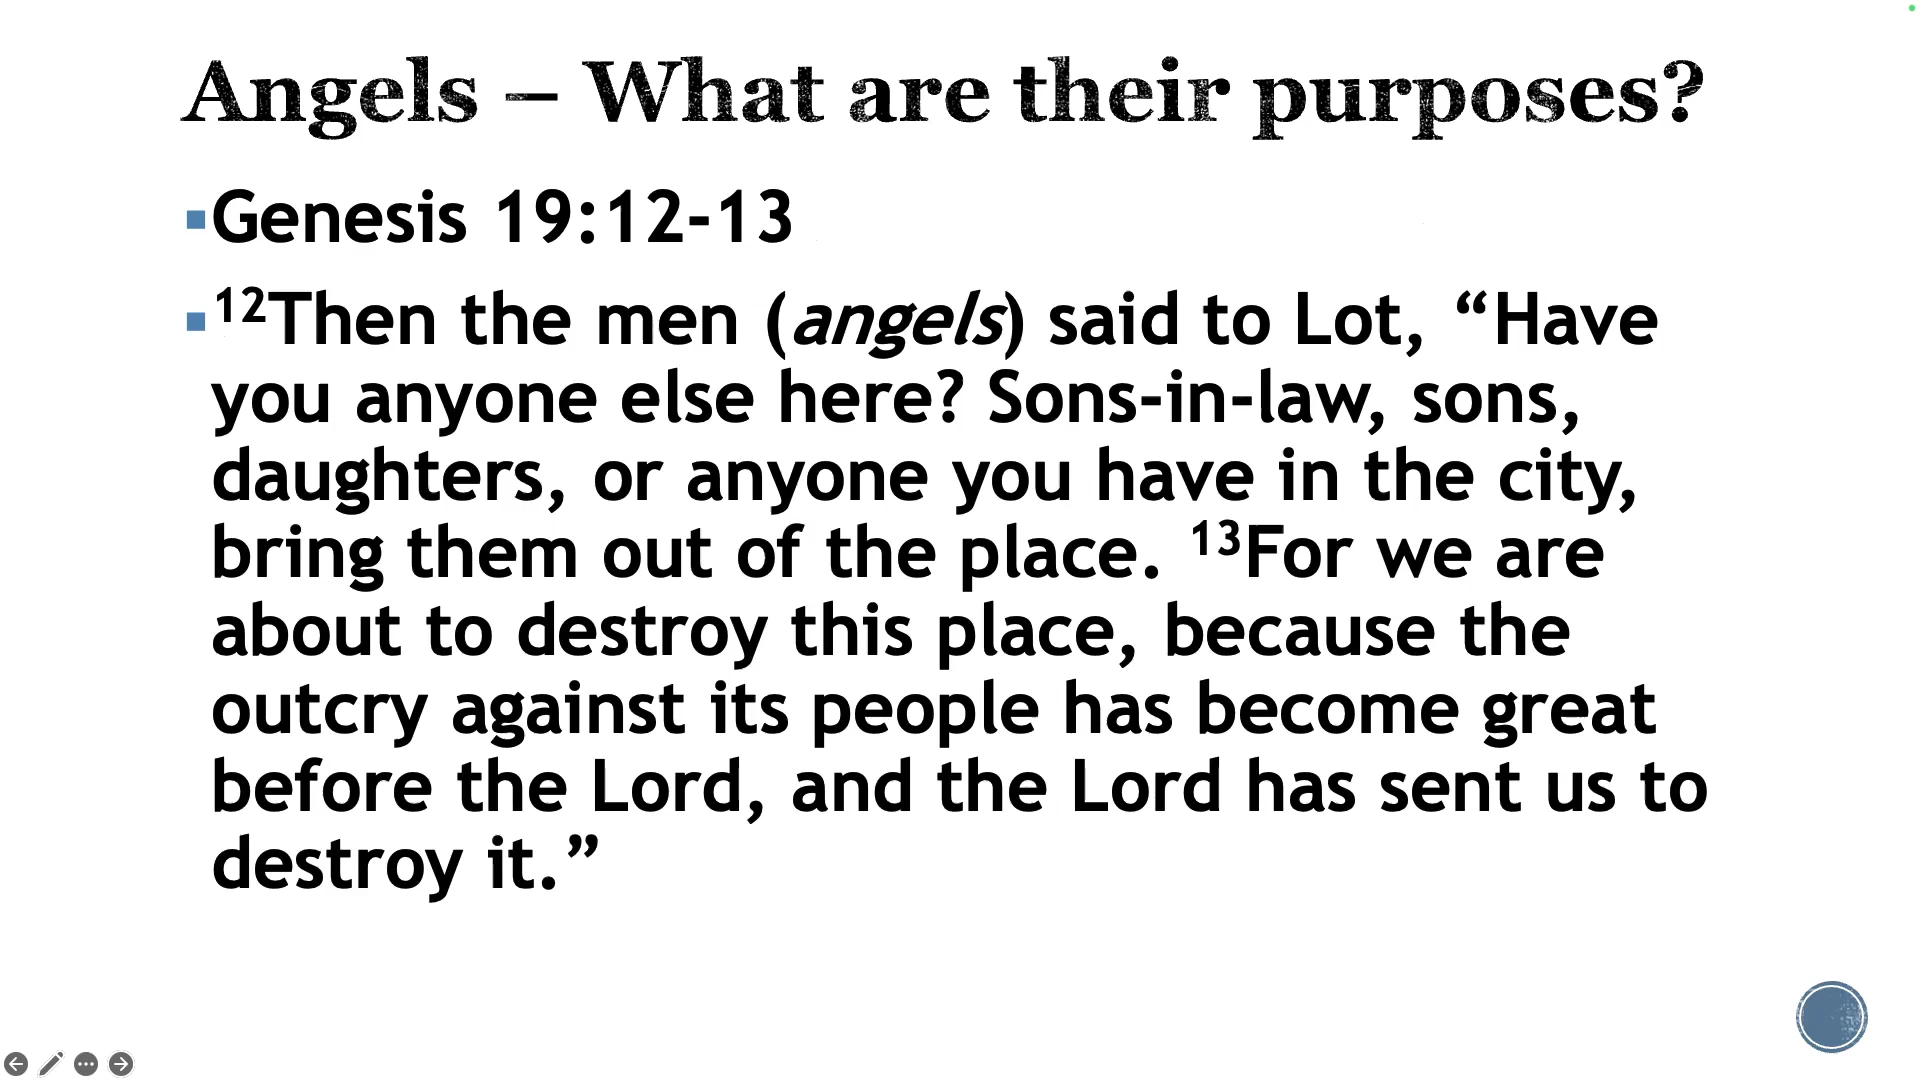 Angels – What are their purposes?
Genesis 19:12-13
12Then the men (angels) said to Lot, “Have
you anyone else here? Sons-in-law, sons,
daughters, or anyone you have in the city,
bring them out of the place. 13For we are
about to destroy this place, because the
outcry against its people has become great
before the Lord, and the Lord has sent us to
destroy it.”